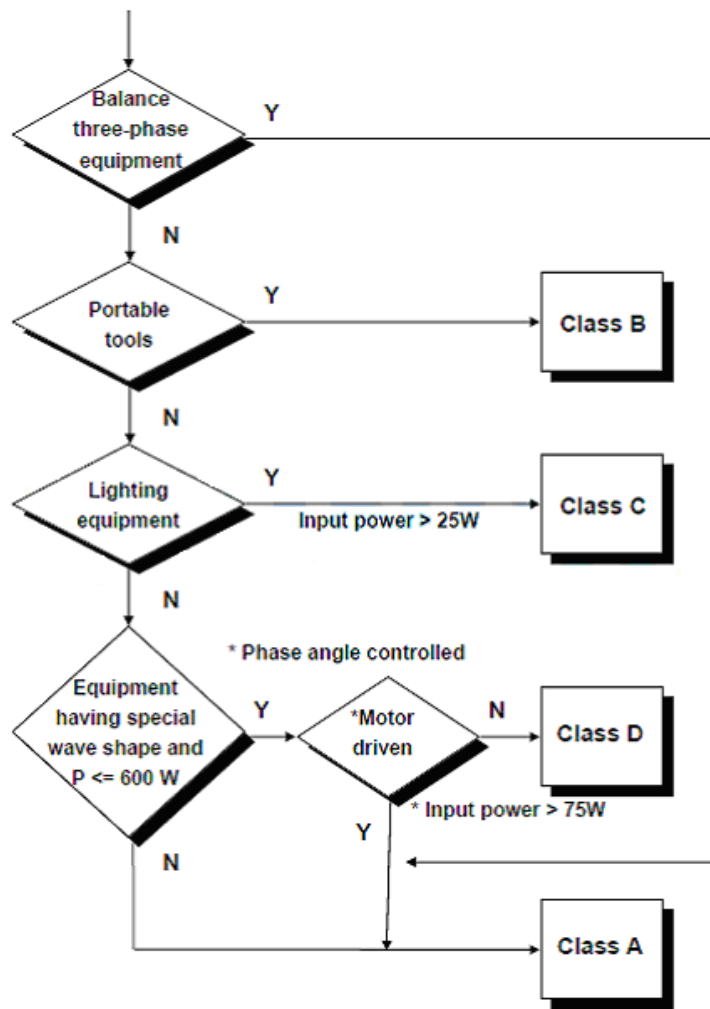 Balance
three-phase
equipment
Y
N
Portable
tools
Y
Class B
N
Lighting
equipment
Y
Input power > 25W
Class C
N
* Phase angle controlled
Equipment
having special
wave shape and
P <= 600 W
Y
*Motor
driven
N
Class D
* Input power > 75W
Y
N
Class A